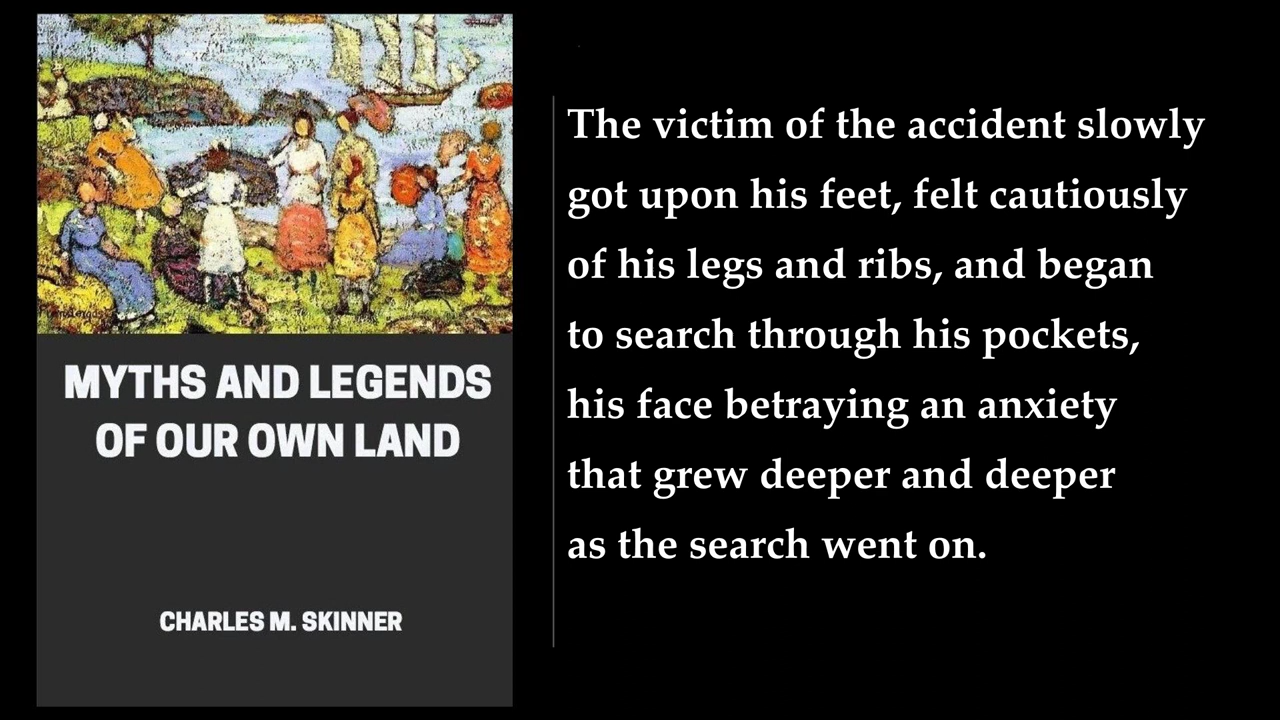 MYTHS AND LEGENDS
OF OUR OWN LAND
CHARLES M. SKINNER
The victim of the accident slowly
got upon his feet, felt cautiously
of his legs and ribs, and began
to search through his pockets,
his face betraying an anxiety
that grew deeper and deeper
as the search went on.